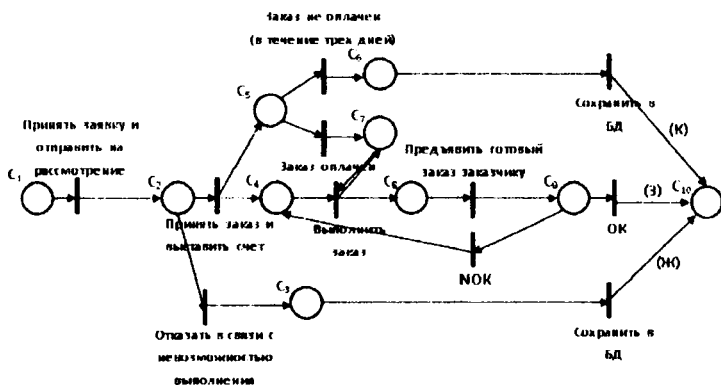 Заказ не оплачен
(в течение трех дней)
C6
C5
C7
Сохранить в
БД
(К)
Принять заявку и
отправить на
рассмотрение
Заказ оплачен
Предъявить готовый
заказ заказчику
C1
C2
C4
C8
C9
(З)
C10
Принять заказ и
выставить счет
Выполнить
заказ
ОК
NOK
(Ж)
C3
Отказать в связи с
невозможностью
выполнения
Сохранить в
БД